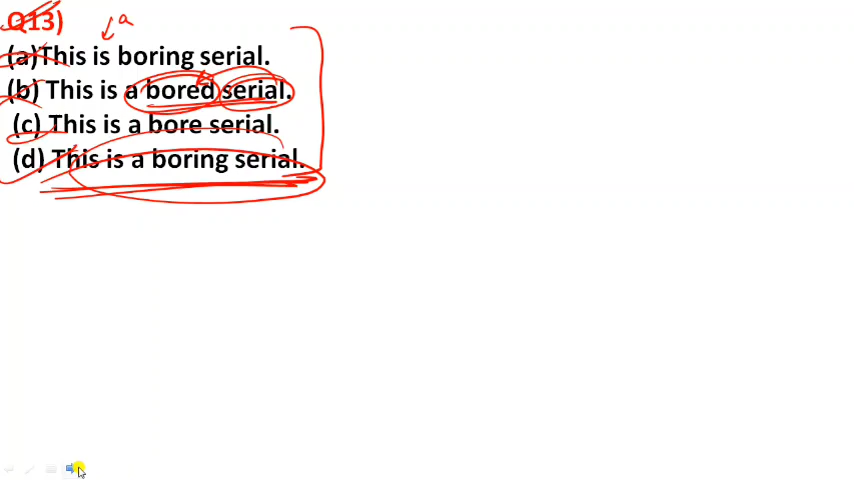 Q13)
a
(a)This is boring serial.
(b) This is a bored serial.
(c) This is a bore serial.
(d) This is a boring serial.